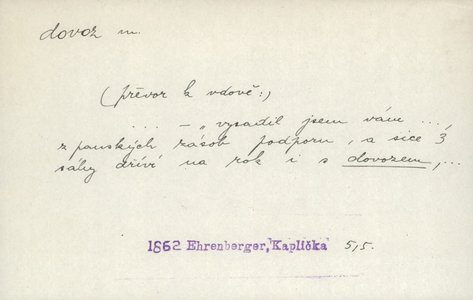 dovoz m.
(převor k vdově:)
... – „vysadil jsem vám ...,
z panských zásob podporu, a sice 3
sáhy dříví na rok i s dovozem,...
1862 Ehrenberger, Kaplička 5,5.